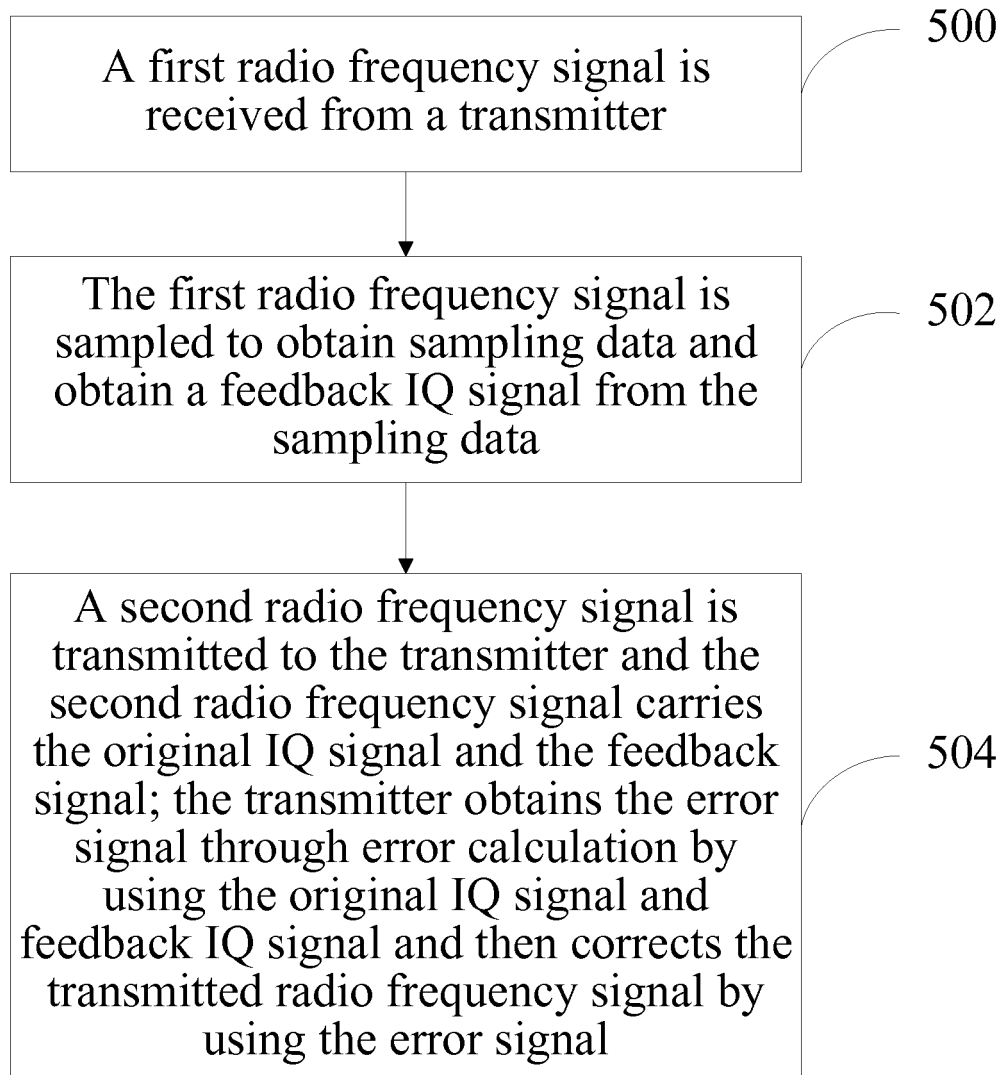 500
A first radio frequency signal is
received from a transmitter
502
The first radio frequency signal is
sampled to obtain sampling data and
obtain a feedback IQ signal from the
sampling data
504
A second radio frequency signal is
transmitted to the transmitter and the
second radio frequency signal carries
the original IQ signal and the feedback
signal; the transmitter obtains the error
signal through error calculation by
using the original IQ signal and
feedback IQ signal and then corrects the
transmitted radio frequency signal by
using the error signal